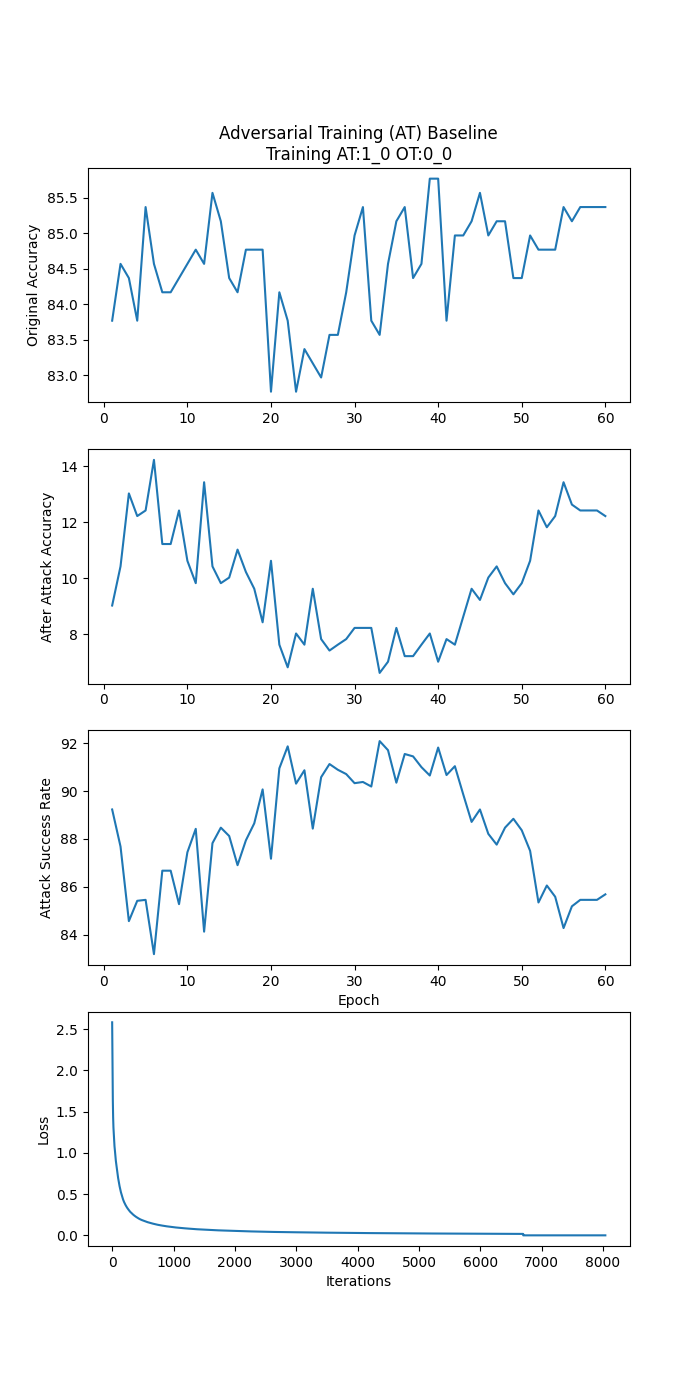 Adversarial Training (AT) Baseline
Training AT:1_0 OT:0_0
Original Accuracy
85.5
85.0
84.5
84.0
83.5
83.0
0 10 20 30 40 50 60
After Attack Accuracy
14
12
10
8
0 10 20 30 40 50 60
Attack Success Rate
92
90
88
86
84
0 10 20 30 40 50 60
Epoch
Loss
2.5
2.0
1.5
1.0
0.5
0.0
0 1000 2000 3000 4000 5000 6000 7000 8000
Iterations